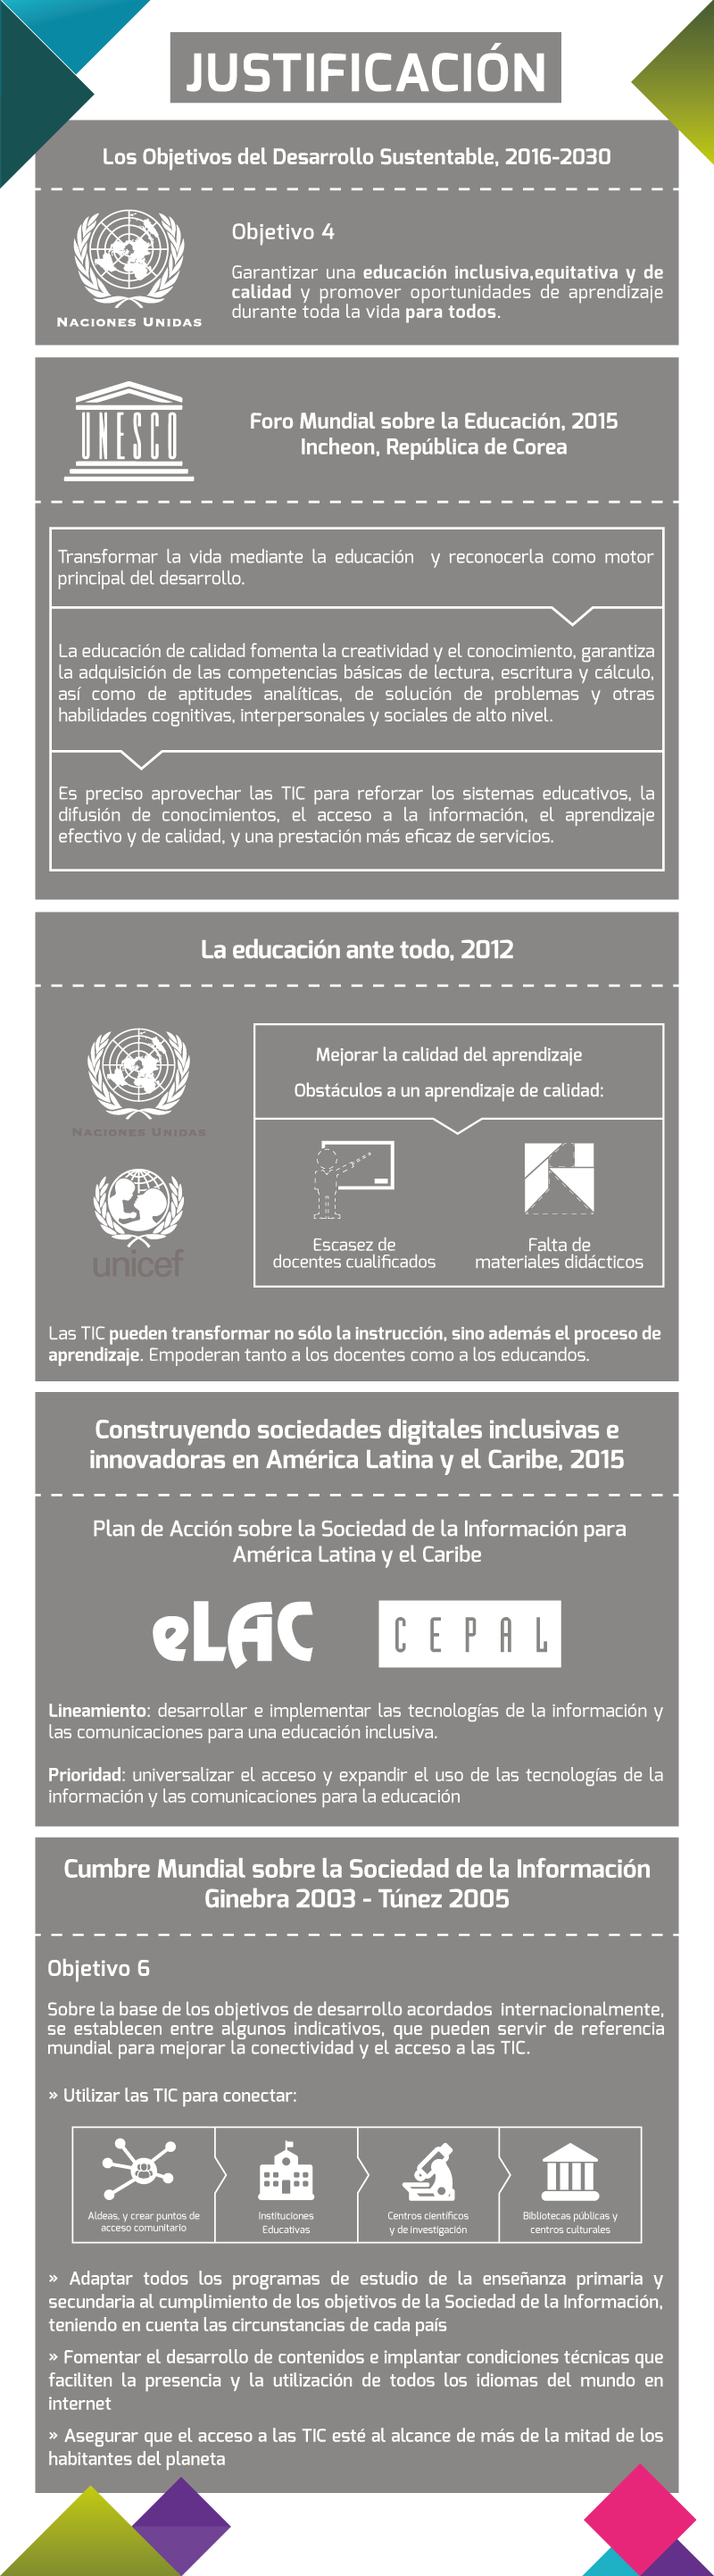 JUSTIFICACIÓN
Los Objetivos del Desarrollo Sustentable, 2016-2030
Objetivo 4
Garantizar una educación inclusiva,equitativa y de
calidad y promover oportunidades de aprendizaje
durante toda la vida para todos.
NACIONES UNIDAS
UNESCO
Foro Mundial sobre la Educación, 2015
Incheon, República de Corea
Transformar la vida mediante la educación y reconocerla como motor
principal del desarrollo.
La educación de calidad fomenta la creatividad y el conocimiento, garantiza
la adquisición de las competencias básicas de lectura, escritura y cálculo,
así como de aptitudes analíticas, de solución de problemas y otras
habilidades cognitivas, interpersonales y sociales de alto nivel.
Es preciso aprovechar las TIC para reforzar los sistemas educativos, la
difusión de conocimientos, el acceso a la información, el aprendizaje
efectivo y de calidad, y una prestación más eficaz de servicios.
La educación ante todo, 2012
NACIONES UNIDAS
unicef
Mejorar la calidad del aprendizaje
Obstáculos a un aprendizaje de calidad:
Escasez de
docentes cualificados
Falta de
materiales didácticos
Las TIC pueden transformar no sólo la instrucción, sino además el proceso de
aprendizaje. Empoderan tanto a los docentes como a los educandos.
Construyendo sociedades digitales inclusivas e
innovadoras en América Latina y el Caribe, 2015
Plan de Acción sobre la Sociedad de la Información para
América Latina y el Caribe
eLAC
CEPAL
Lineamiento: desarrollar e implementar las tecnologías de la información y
las comunicaciones para una educación inclusiva.
Prioridad: universalizar el acceso y expandir el uso de las tecnologías de la
información y las comunicaciones para la educación
Cumbre Mundial sobre la Sociedad de la Información
Ginebra 2003 - Túnez 2005
Objetivo 6
Sobre la base de los objetivos de desarrollo acordados internacionalmente,
se establecen entre algunos indicativos, que pueden servir de referencia
mundial para mejorar la conectividad y el acceso a las TIC.
» Utilizar las TIC para conectar:
Aldeas, y crear puntos de
acceso comunitario
Instituciones
Educativas
Centros científicos
y de investigación
Bibliotecas públicas y
centros culturales
» Adaptar todos los programas de estudio de la enseñanza primaria y
secundaria al cumplimiento de los objetivos de la Sociedad de la Información,
teniendo en cuenta las circunstancias de cada país
» Fomentar el desarrollo de contenidos e implantar condiciones técnicas que
faciliten la presencia y la utilización de todos los idiomas del mundo en
internet
» Asegurar que el acceso a las TIC esté al alcance de más de la mitad de los
habitantes del planeta